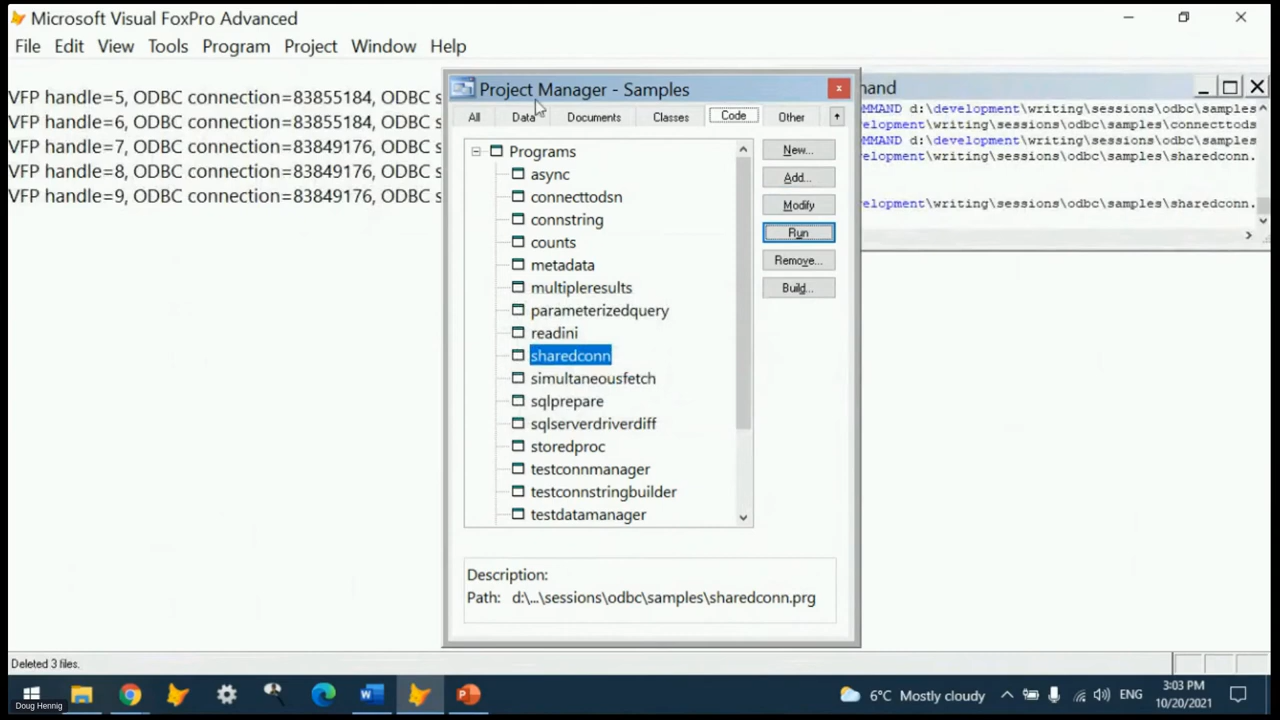 Microsoft Visual FoxPro Advanced
File Edit View Tools Program Project Window Help
VFP handle=5, ODBC connection=83855184, ODBC s
VFP handle=6, ODBC connection=83855184, ODBC s
VFP handle=7, ODBC connection=83849176, ODBC s
VFP handle=8, ODBC connection=83849176, ODBC s
VFP handle=9, ODBC connection=83849176, ODBC s
Project Manager - Samples
All Data Documents Classes Code Other
Programs
async
connecttodsn
connstring
counts
metadata
multipleresults
parameterizedquery
readini
sharedconn
simultaneousfetch
sqlprepare
sqlserverdriverdiff
storedproc
testconnmanager
testconnstringbuilder
testdatamanager
New...
Add...
Modify
Run
Remove...
Build...
Description:
Path: d:\...\sessions\odbc\samples\sharedconn.prg
mand
MMAND d:\development\writing\sessions\odbc\samples
velopment\writing\sessions\odbc\samples\connecttods
MMAND d:\development\writing\sessions\odbc\samples
velopment\writing\sessions\odbc\samples\sharedconn.
velopment\writing\sessions\odbc\samples\sharedconn.
Deleted 3 files.
Doug Hennig
6°C Mostly cloudy
ENG
3:03 PM
10/20/2021